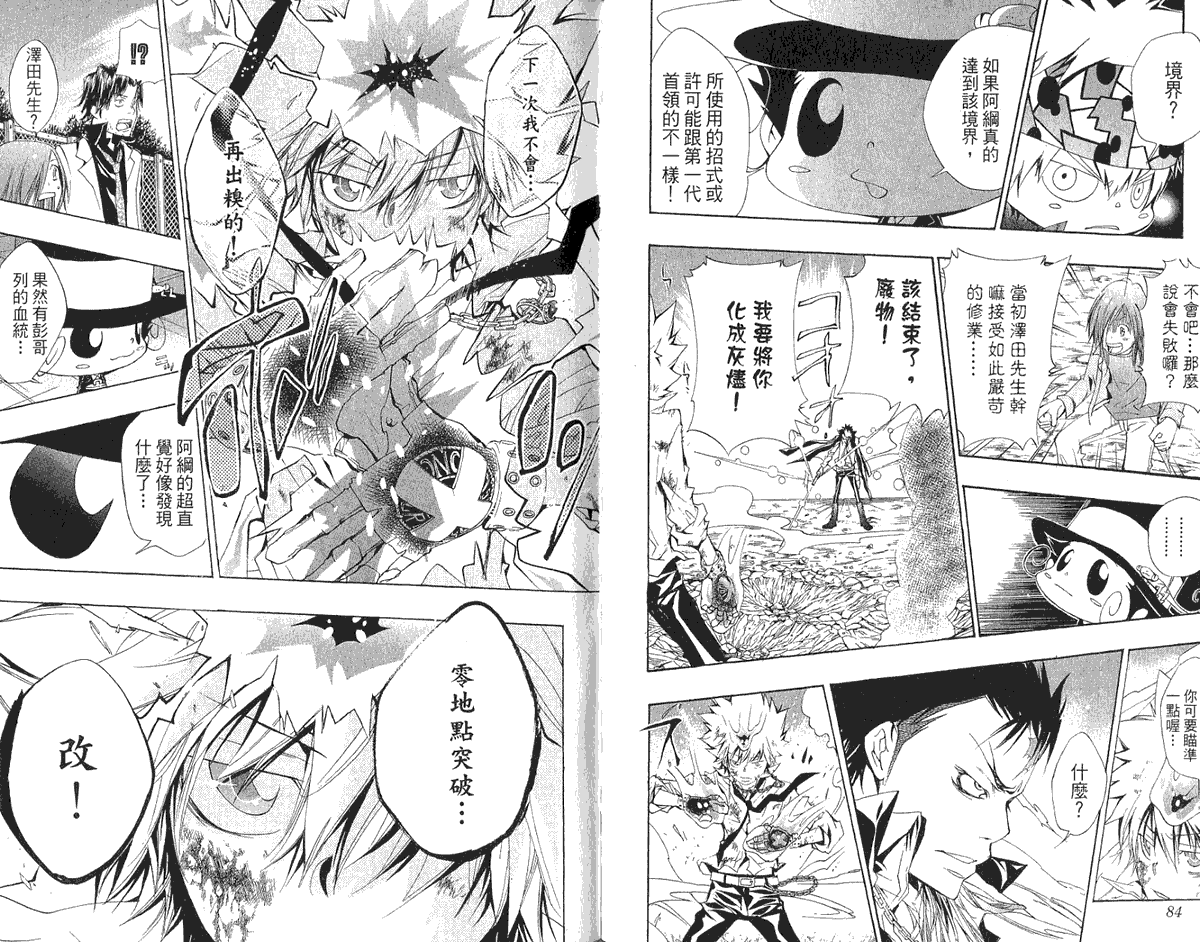 境界？
如果阿綱真的
達到該境界，
所使用的招式或
許可能跟第一代
首領的不一樣！
不會吧…那麼
說會失敗囉？
當初澤田先生幹
嘛接受如此嚴苛
的修業……
コオオ
該結束了，
廢物！
我要將你
化成灰燼！
……
……
你可要瞄準
一點喔…
什麼？
84
下一次我不會…
再出糗的！
!?
澤田先生？
果然有彭哥
列的血統…
阿綱的超直
覺好像發現
什麼了…
零地點突破…
改！